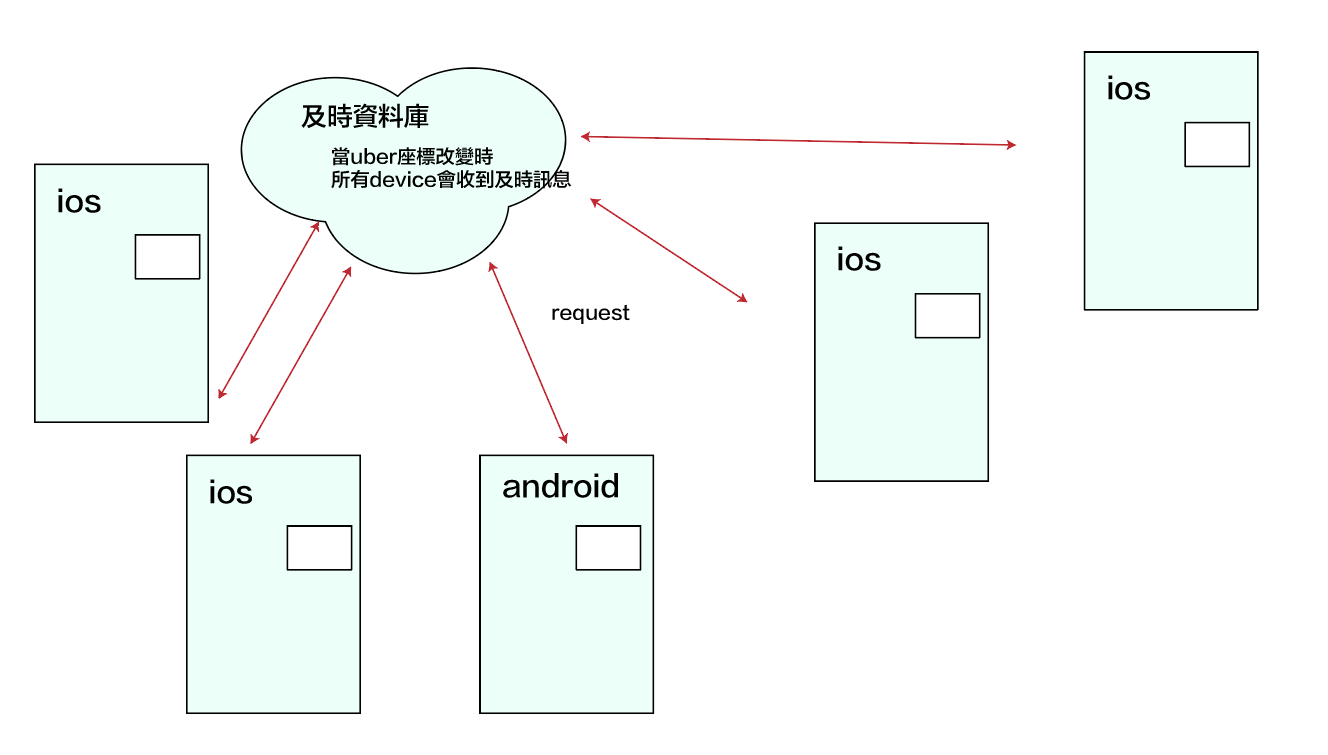 及時資料庫
當uber座標改變時
所有device會收到及時訊息
ios
ios
ios
request
ios
android